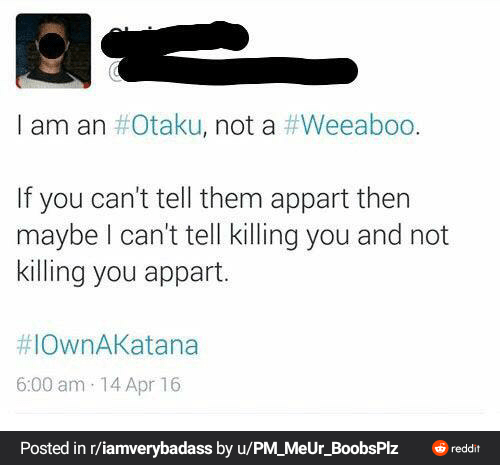 I am an #Otaku, not a #Weeaboo.
If you can't tell them appart then
maybe I can't tell killing you and not
killing you appart.
#IOwnAKatana
6:00 am · 14 Apr 16
Posted in r/iamverybadass by u/PM_MeUr_BoobsPlz reddit